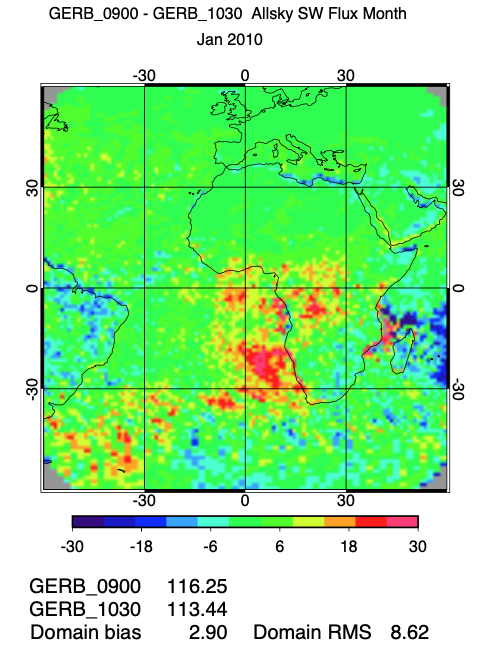 GERB_0900 - GERB_1030 Allsky SW Flux Month
Jan 2010
-30 0 30
30 30
0 0
-30 -30
-30 0 30
-30 -18 -6 6 18 30
GERB_0900 116.25
GERB_1030 113.44
Domain bias 2.90 Domain RMS 8.62